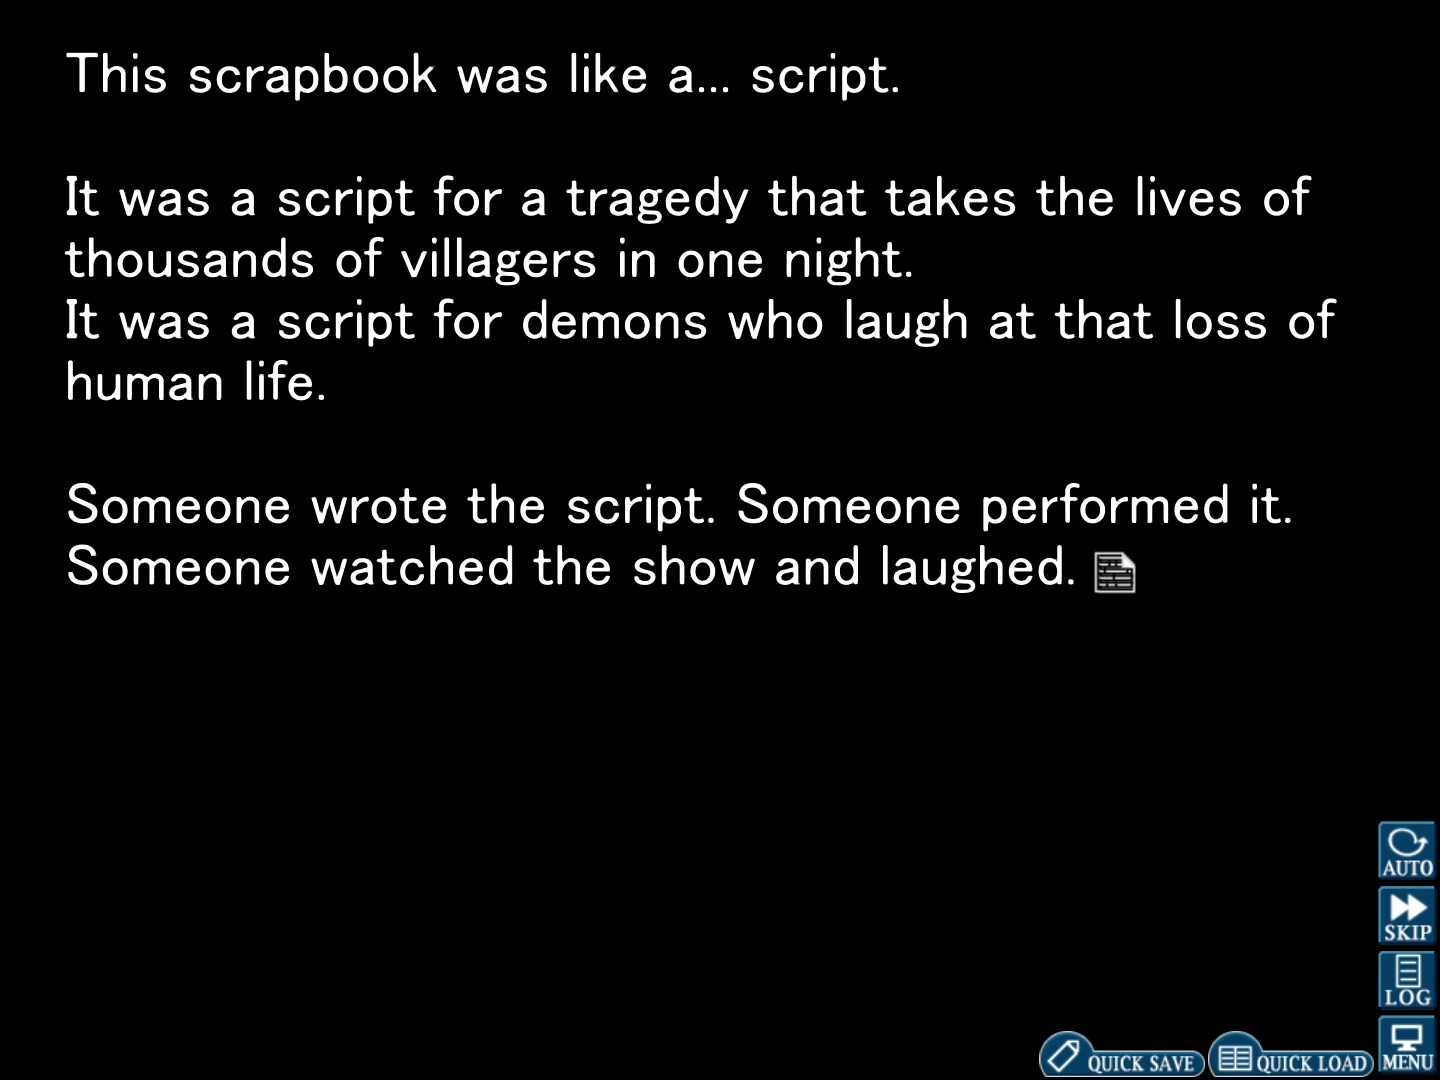 This scrapbook was like a... script.
It was a script for a tragedy that takes the lives of
thousands of villagers in one night.
It was a script for demons who laugh at that loss of
human life.
Someone wrote the script. Someone performed it.
Someone watched the show and laughed.
AUTO
SKIP
LOG
QUICK SAVE
QUICK LOAD
MENU